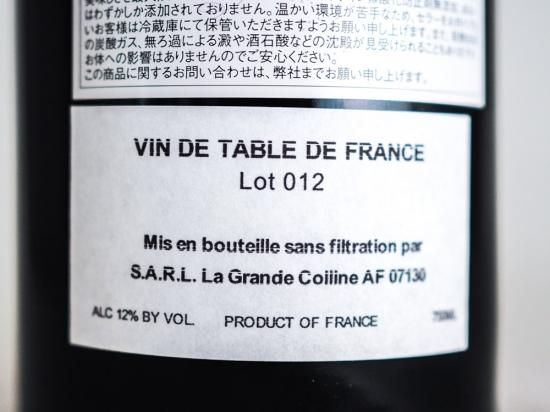 はわずかしか添加されておりません。温かい環境が苦手なため、セラーをお持ちでな
いお客様は冷蔵庫にて保管いただきますようお願い申し上げます。また、
の炭酸ガス、無ろ過による澱や酒石酸などの沈殿が見受けられることもあり
お体への影響はありませんのでご安心ください。
この商品に関するお問い合わせは、弊社までお願い申し上げます。
VIN DE TABLE DE FRANCE
Lot 012
Mis en bouteille sans filtration par
S.A.R.L. La Grande Coiiine AF 07130
ALC 12% BY VOL. PRODUCT OF FRANCE 750ML